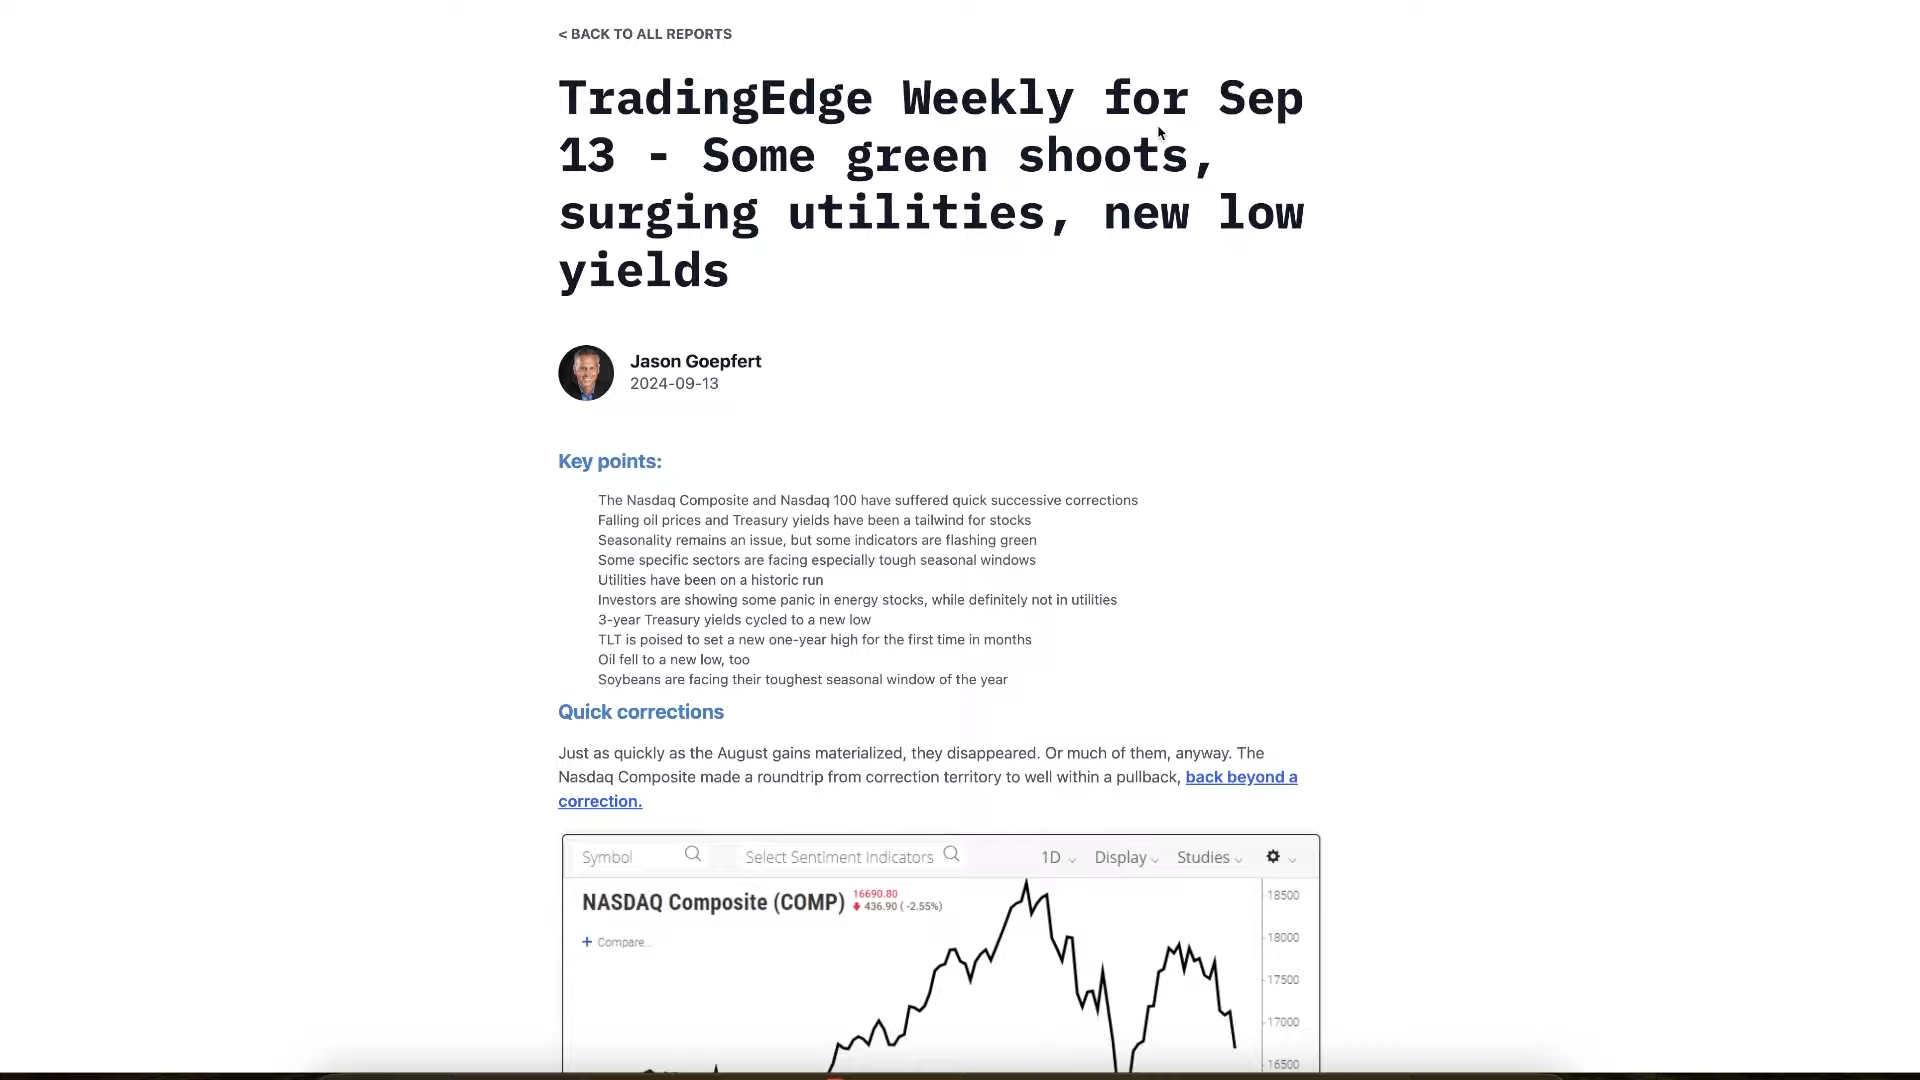 < BACK TO ALL REPORTS
TradingEdge Weekly for Sep
13 - Some green shoots,
surging utilities, new low
yields
Jason Goepfert
2024-09-13
Key points:
The Nasdaq Composite and Nasdaq 100 have suffered quick successive corrections
Falling oil prices and Treasury yields have been a tailwind for stocks
Seasonality remains an issue, but some indicators are flashing green
Some specific sectors are facing especially tough seasonal windows
Utilities have been on a historic run
Investors are showing some panic in energy stocks, while definitely not in utilities
3-year Treasury yields cycled to a new low
TLT is poised to set a new one-year high for the first time in months
Oil fell to a new low, too
Soybeans are facing their toughest seasonal window of the year
Quick corrections
Just as quickly as the August gains materialized, they disappeared. Or much of them, anyway. The
Nasdaq Composite made a roundtrip from correction territory to well within a pullback, back beyond a
correction.
Symbol Select Sentiment Indicators 1D Display Studies
NASDAQ Composite (COMP) 16690.80
436.90 ( -2.55%)
+ Compare...
18500
18000
17500
17000
16500